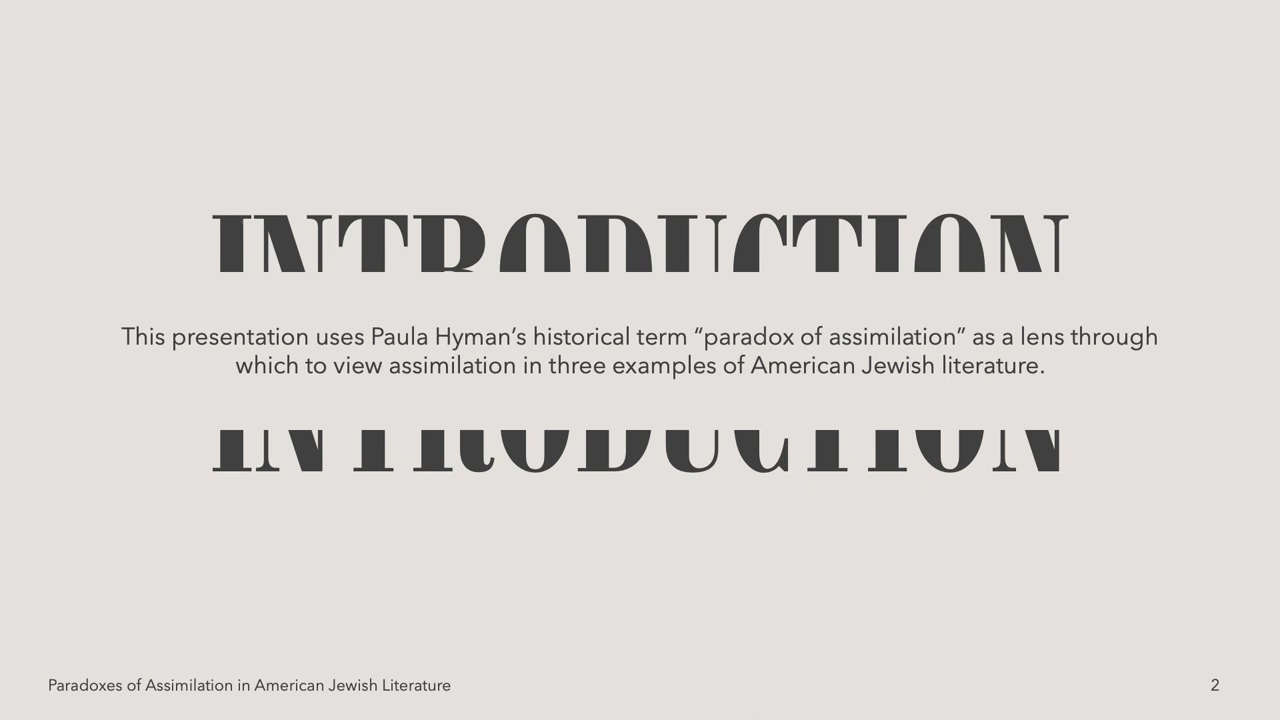 INTRODUCTION
This presentation uses Paula Hyman’s historical term “paradox of assimilation” as a lens through
which to view assimilation in three examples of American Jewish literature.
Paradoxes of Assimilation in American Jewish Literature
2